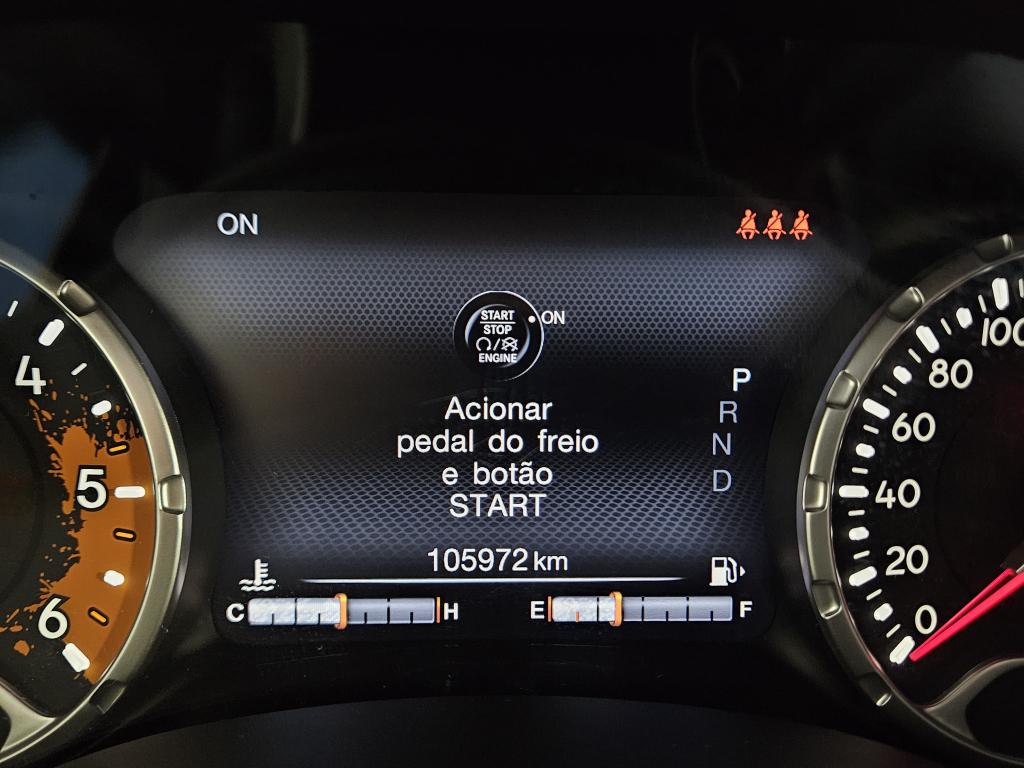 ON
START
STOP
ENGINE
ON
Acionar
pedal do freio
e botão
START
P
R
N
D
105972 km
C H
E F
4
5
6
100
80
60
40
20
0